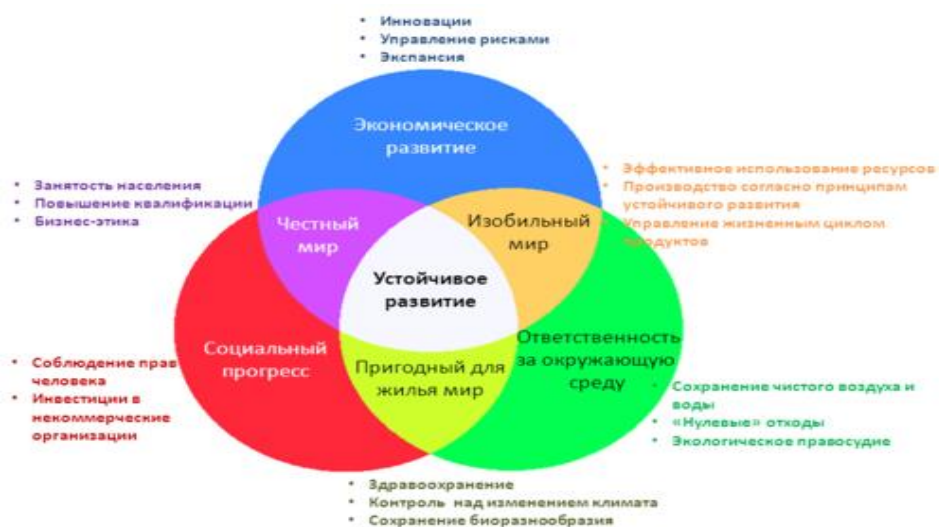 • Инновации
• Управление рисками
• Экспансия
Экономическое
развитие
• Эффективное использование ресурсов
• Производство согласно принципам
устойчивого развития
Управление жизненным циклом
продуктов
• Занятость населения
• Повышение квалификации
• Бизнес-этика
Честный
мир
Изобильный
мир
Устойчивое
развитие
Социальный
прогресс
Пригодный для
жилья мир
Ответственность
за окружающую
среду
• Соблюдение прав
человека
• Инвестиции в
некоммерческие
организации
• Сохранение чистого воздуха и
воды
• «Нулевые» отходы
• Экологическое правосудие
• Здравоохранение
• Контроль над изменением климата
• Сохранение биоразнообразия